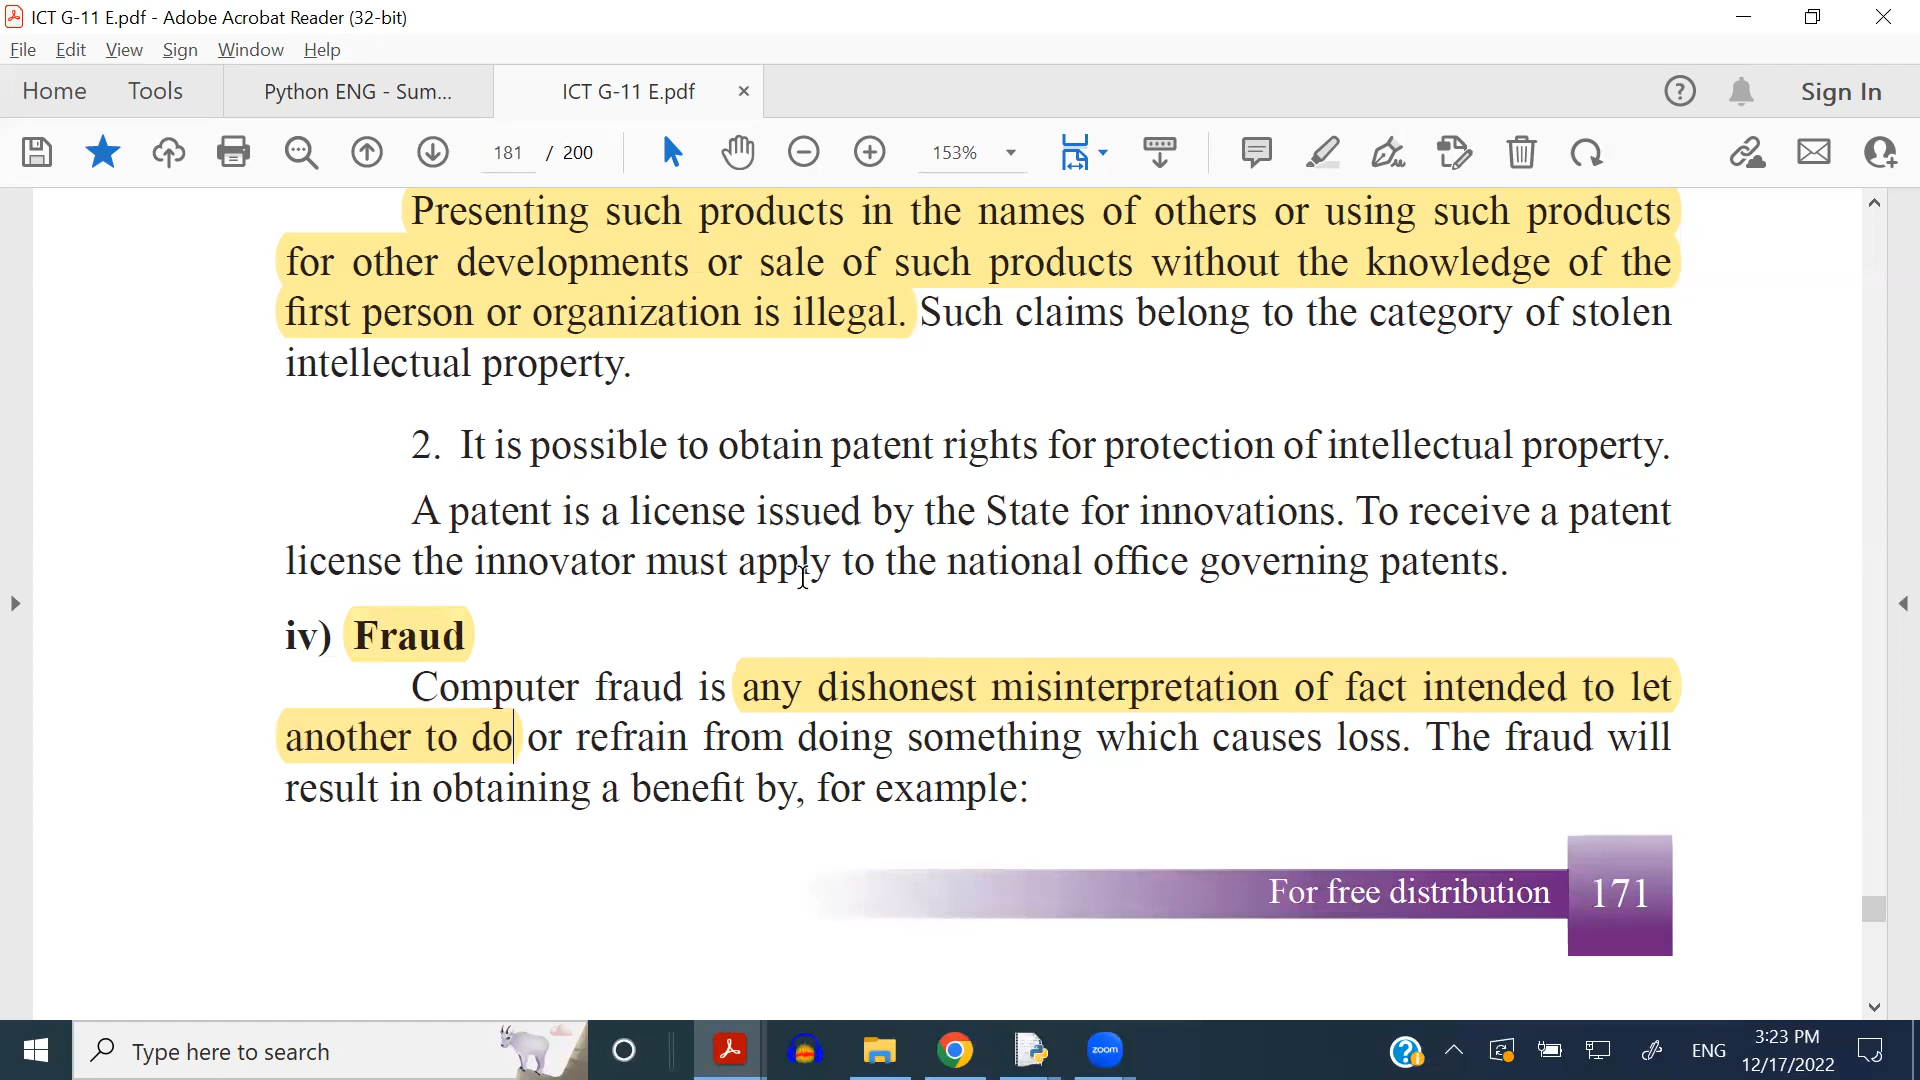 ICT G-11 E.pdf - Adobe Acrobat Reader (32-bit)
File Edit View Sign Window Help
Home Tools Python ENG - Sum... ICT G-11 E.pdf × Sign In
181 / 200 153%
Presenting such products in the names of others or using such products
for other developments or sale of such products without the knowledge of the
first person or organization is illegal. Such claims belong to the category of stolen
intellectual property.
2. It is possible to obtain patent rights for protection of intellectual property.
A patent is a license issued by the State for innovations. To receive a patent
license the innovator must apply to the national office governing patents.
iv) Fraud
Computer fraud is any dishonest misinterpretation of fact intended to let
another to do or refrain from doing something which causes loss. The fraud will
result in obtaining a benefit by, for example:
For free distribution 171
Type here to search
zoom
ENG
3:23 PM
12/17/2022